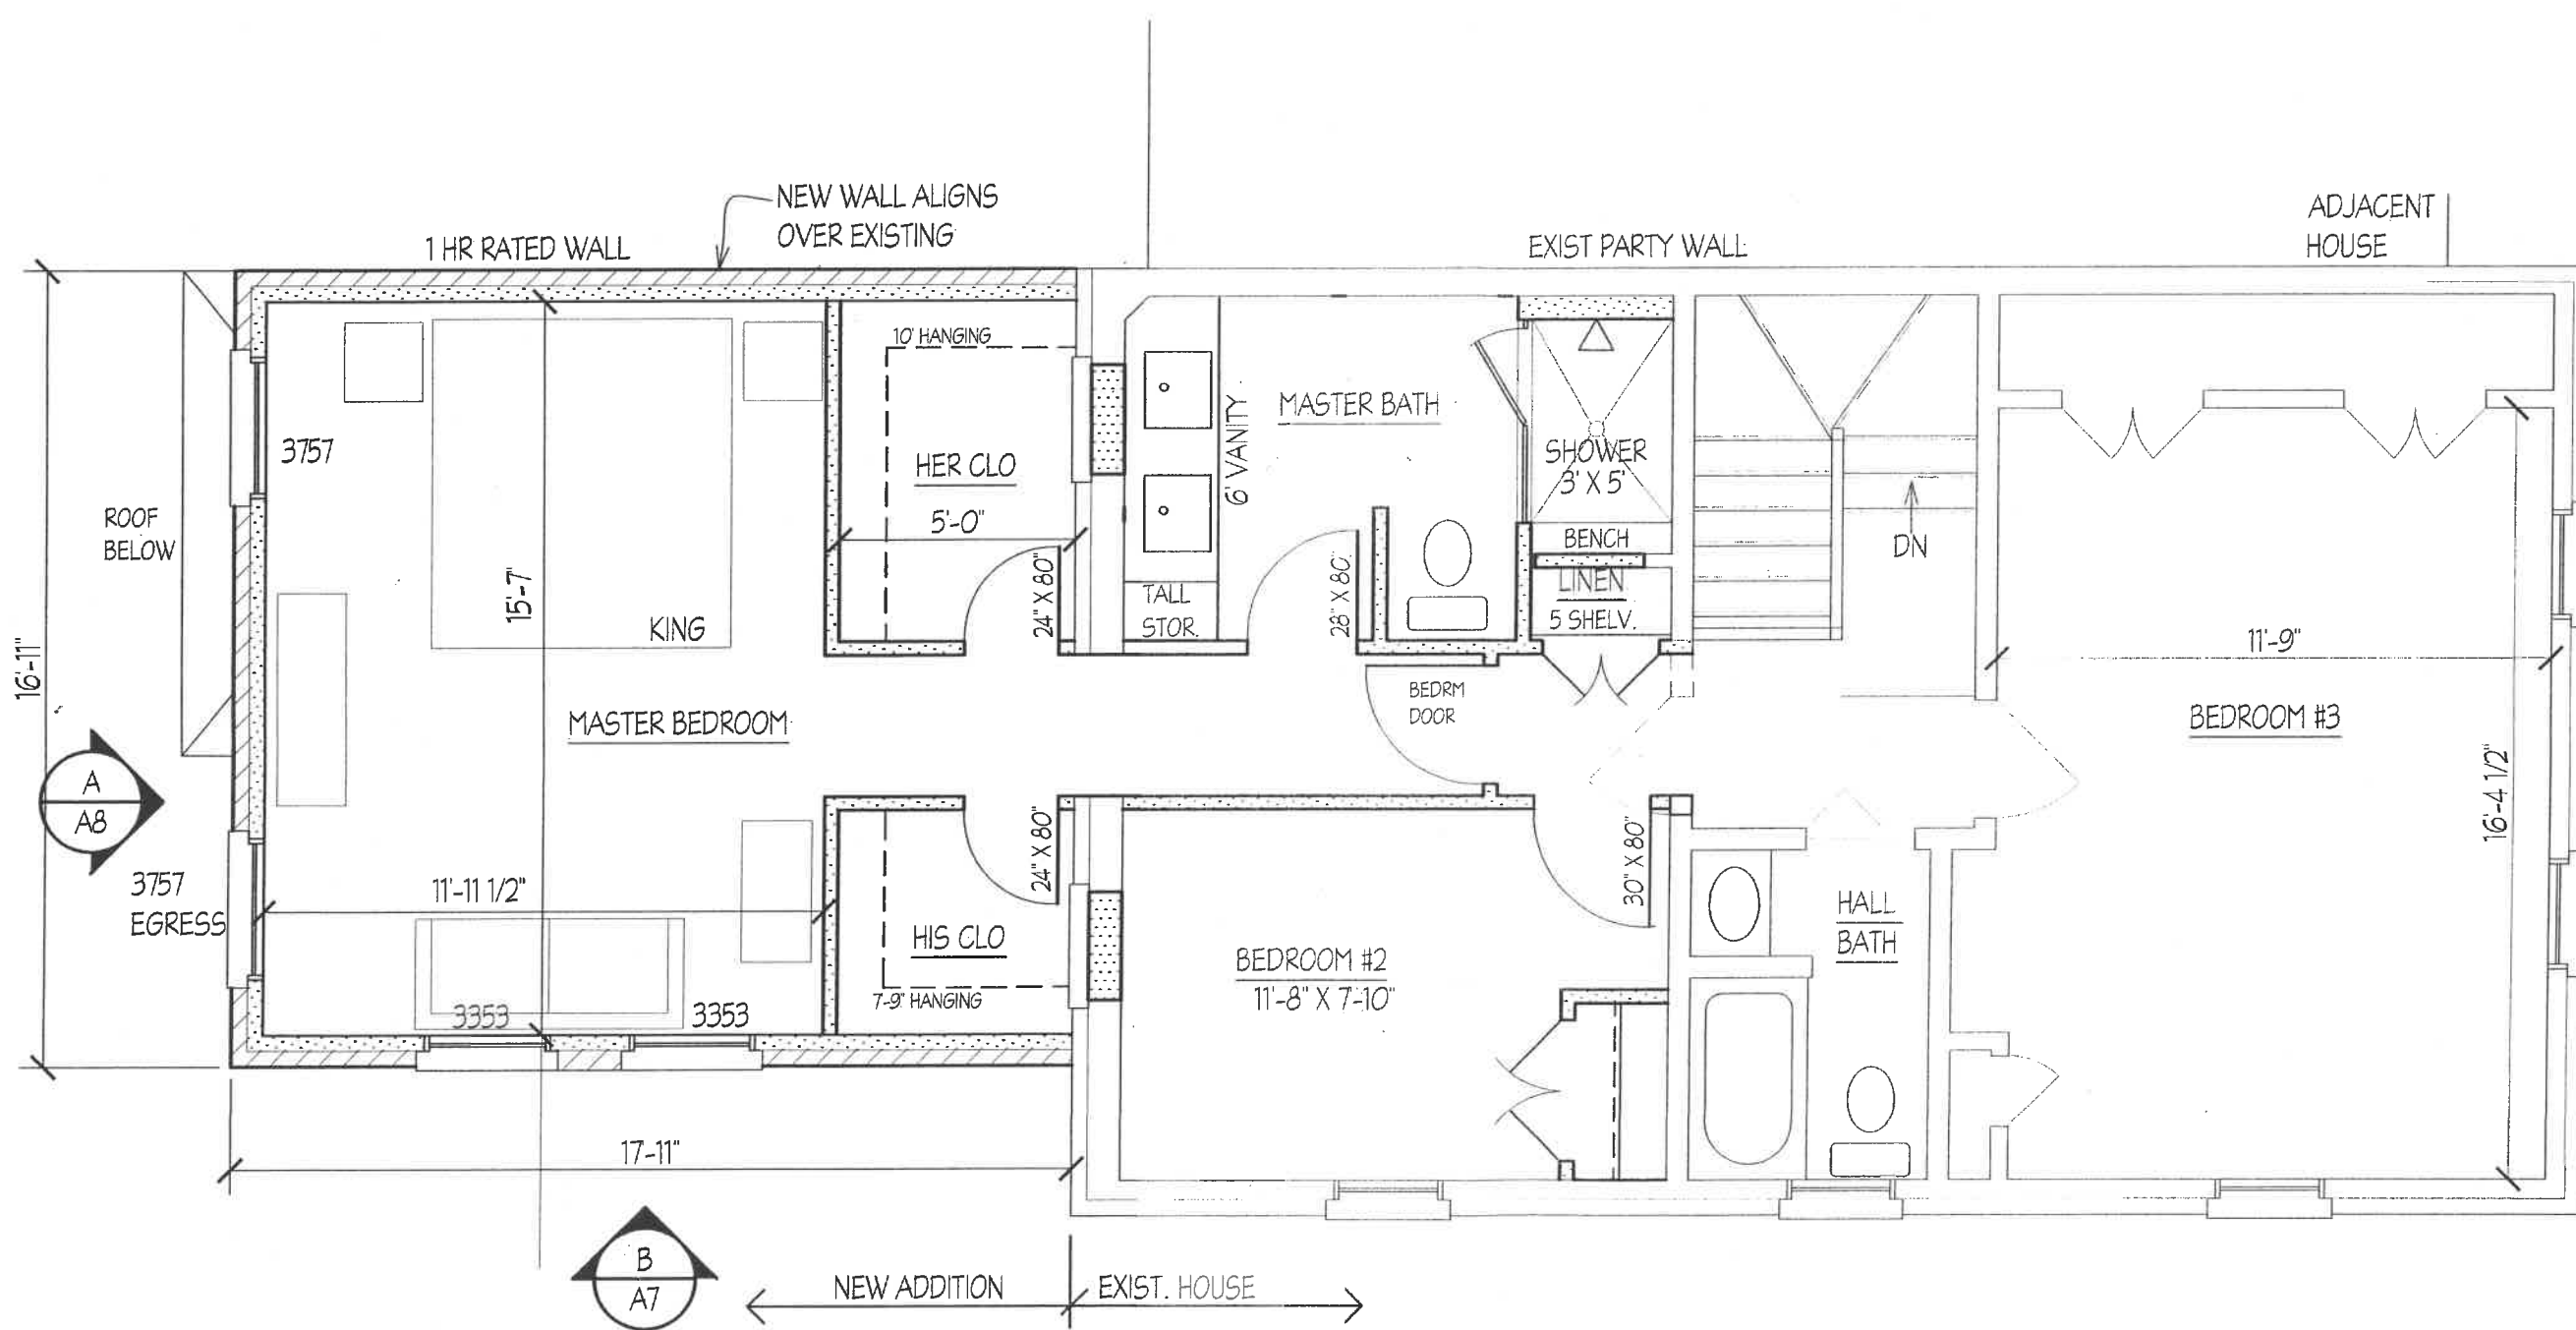 NEW WALL ALIGNS
OVER EXISTING
1 HR RATED WALL
EXIST PARTY WALL
ADJACENT
HOUSE
10' HANGING
3757
HER CLO
5'-0"
24" X 80"
6' VANITY
MASTER BATH
SHOWER
3' X 5'
BENCH
LINEN
5 SHELV.
TALL
STOR.
28" X 80"
DN
ROOF
BELOW
16'-11"
15'-7"
KING
MASTER BEDROOM
BEDRM
DOOR
11'-9"
BEDROOM #3
16'-4 1/2"
A
A8
3757
EGRESS
11'-11 1/2"
24" X 80"
HIS CLO
7'-9" HANGING
30" X 80"
BEDROOM #2
11'-8" X 7'-10"
HALL
BATH
3353
3353
17'-11"
B
A7
NEW ADDITION
EXIST. HOUSE